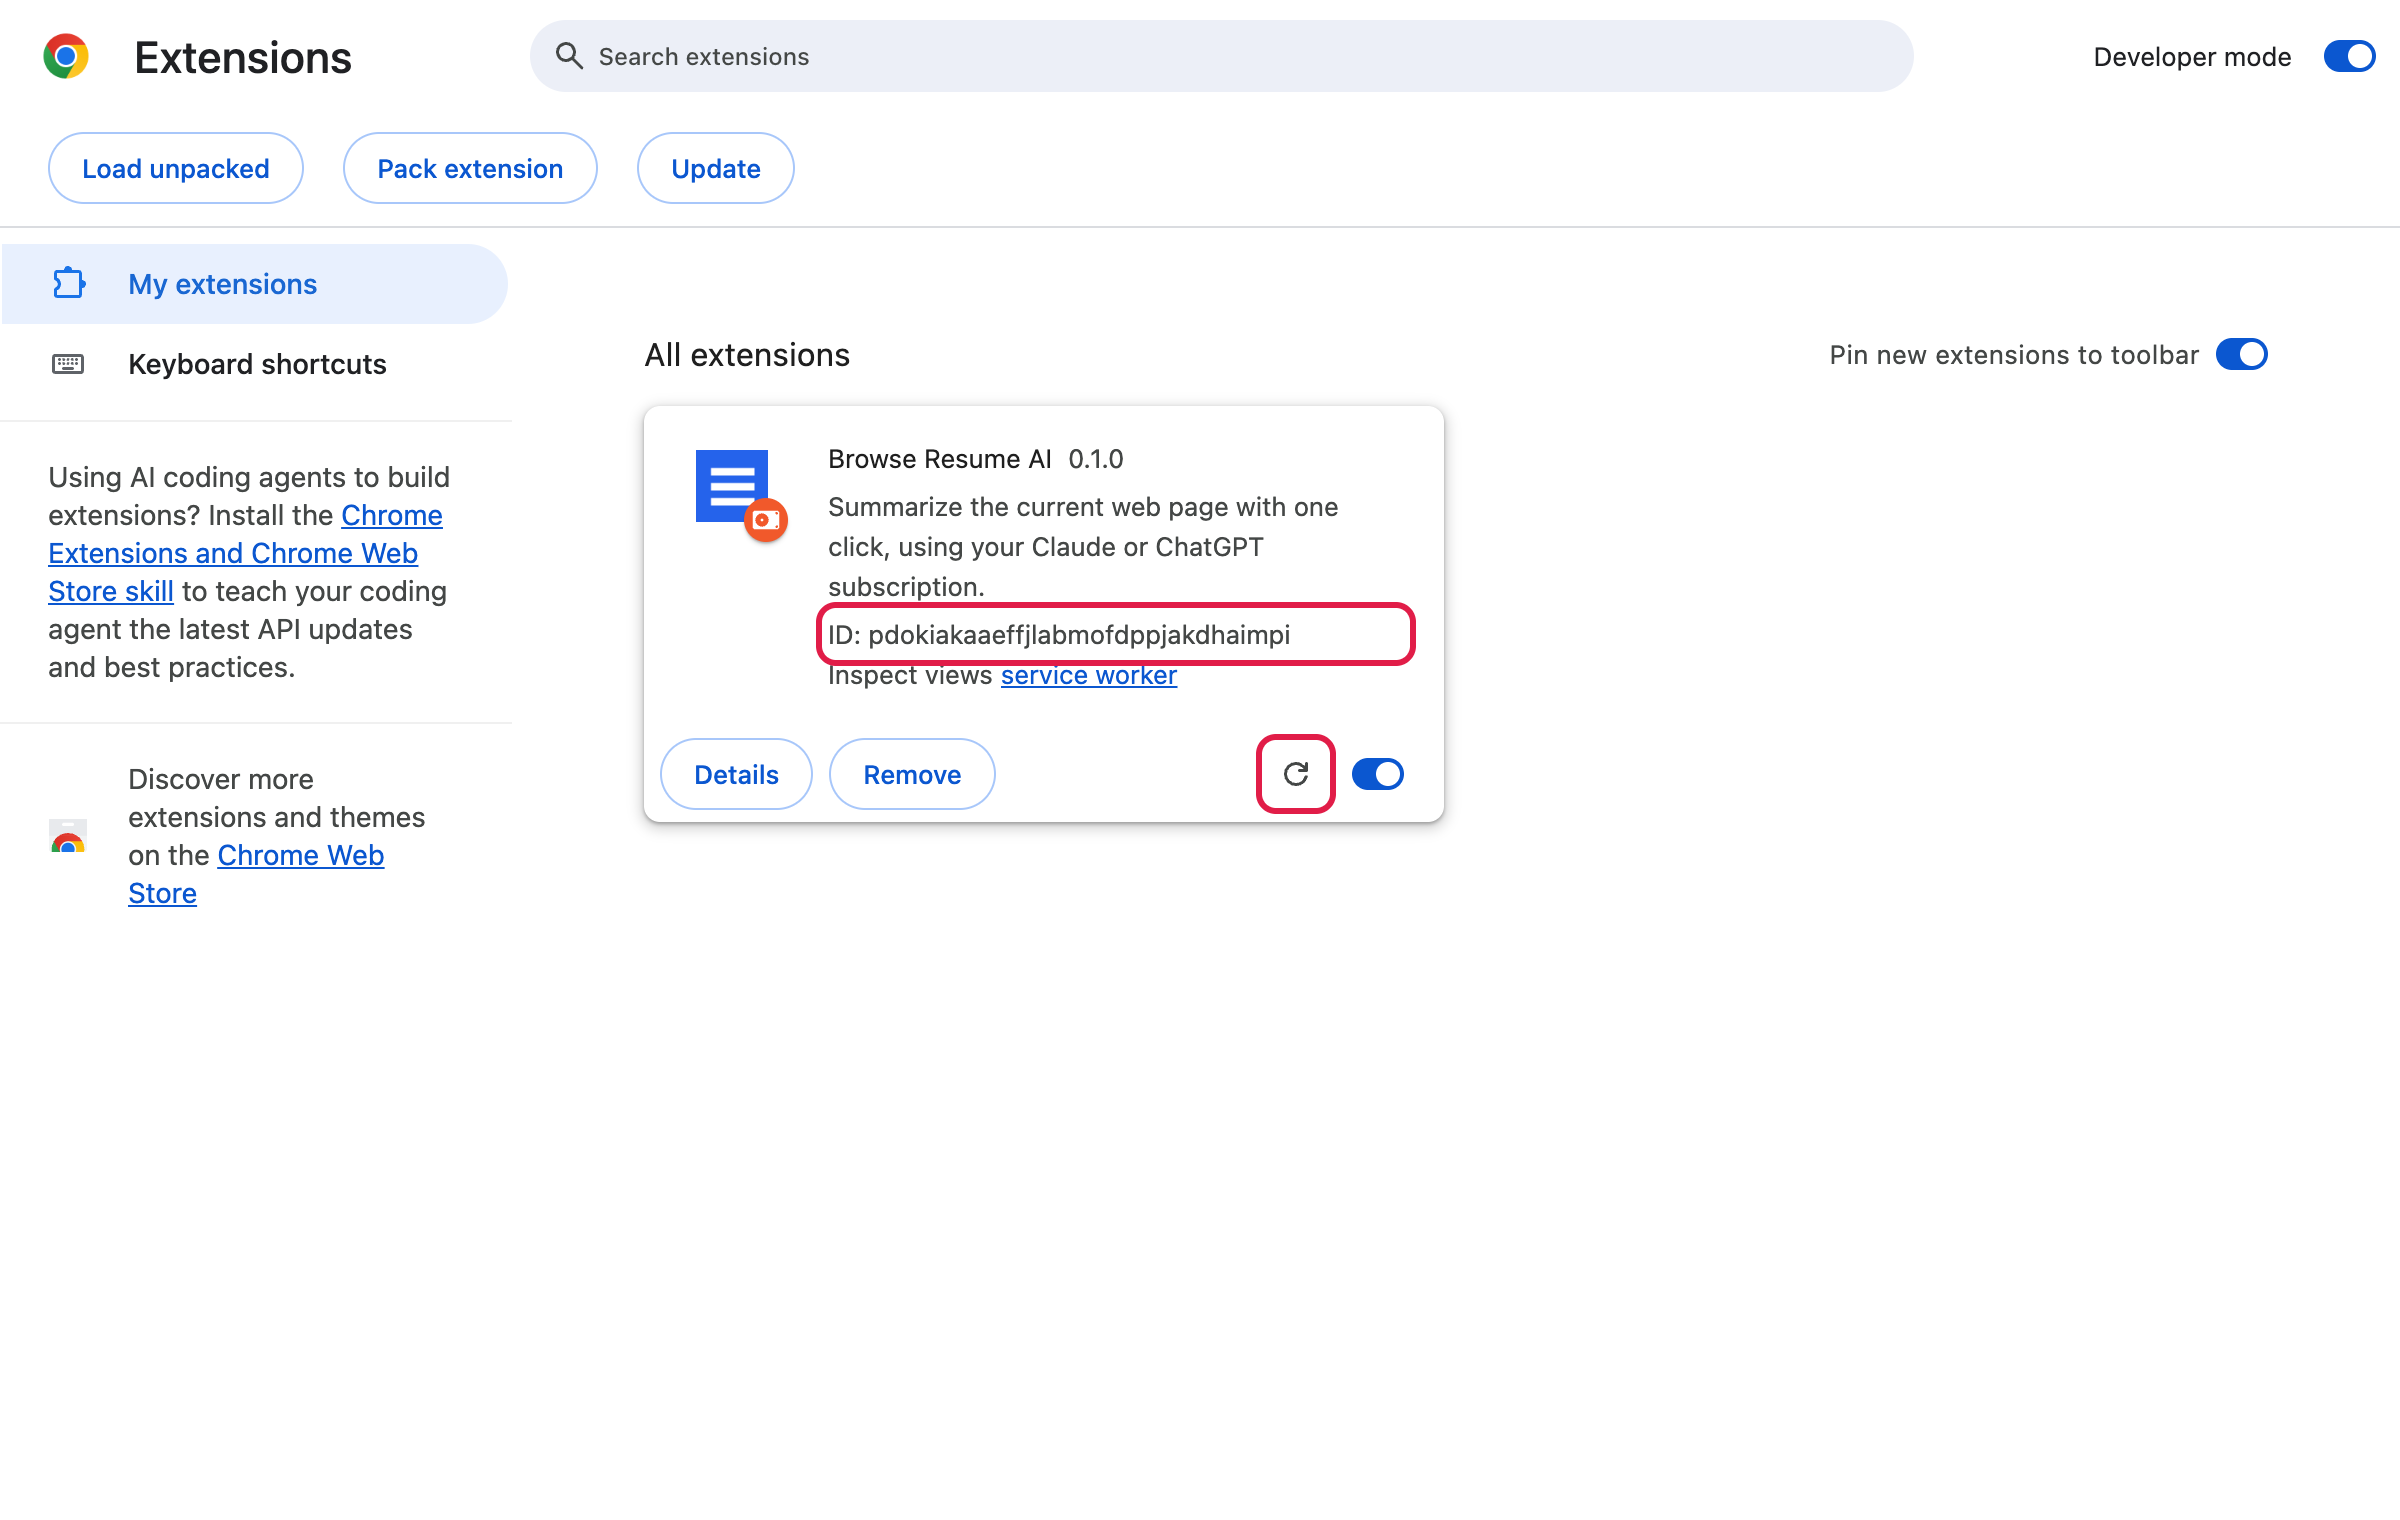 Extensions
Search extensions
Developer mode
Load unpacked
Pack extension
Update
My extensions
Keyboard shortcuts
Using AI coding agents to build
extensions? Install the Chrome
Extensions and Chrome Web
Store skill to teach your coding
agent the latest API updates
and best practices.
Discover more
extensions and themes
on the Chrome Web
Store
All extensions
Pin new extensions to toolbar
Browse Resume AI 0.1.0
Summarize the current web page with one
click, using your Claude or ChatGPT
subscription.
ID: pdokiakaaeffjlabmofdppjakdhaimpi
Inspect views service worker
Details
Remove